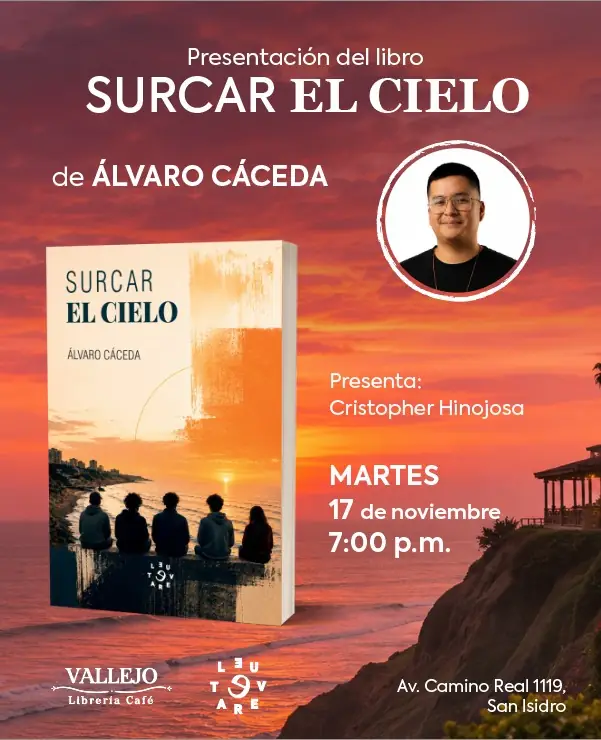 Presentación del libro
SURCAR EL CIELO
de ÁLVARO CÁCEDA
SURCAR
EL CIELO
ÁLVARO CÁCEDA
Presenta:
Cristopher Hinojosa
MARTES
17 de noviembre
7:00 p.m.
VALLEJO
Librería Café
Av. Camino Real 1119,
San Isidro